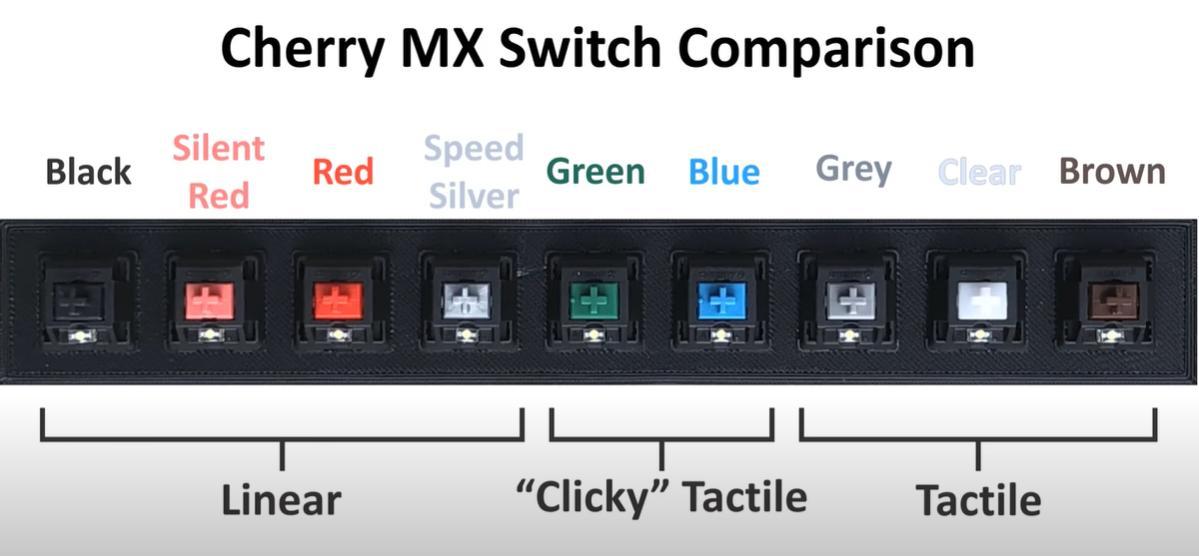 Cherry MX Switch Comparison
Black
Silent
Red
Red
Speed
Silver
Green
Blue
Grey
Clear
Brown
Linear
“Clicky” Tactile
Tactile